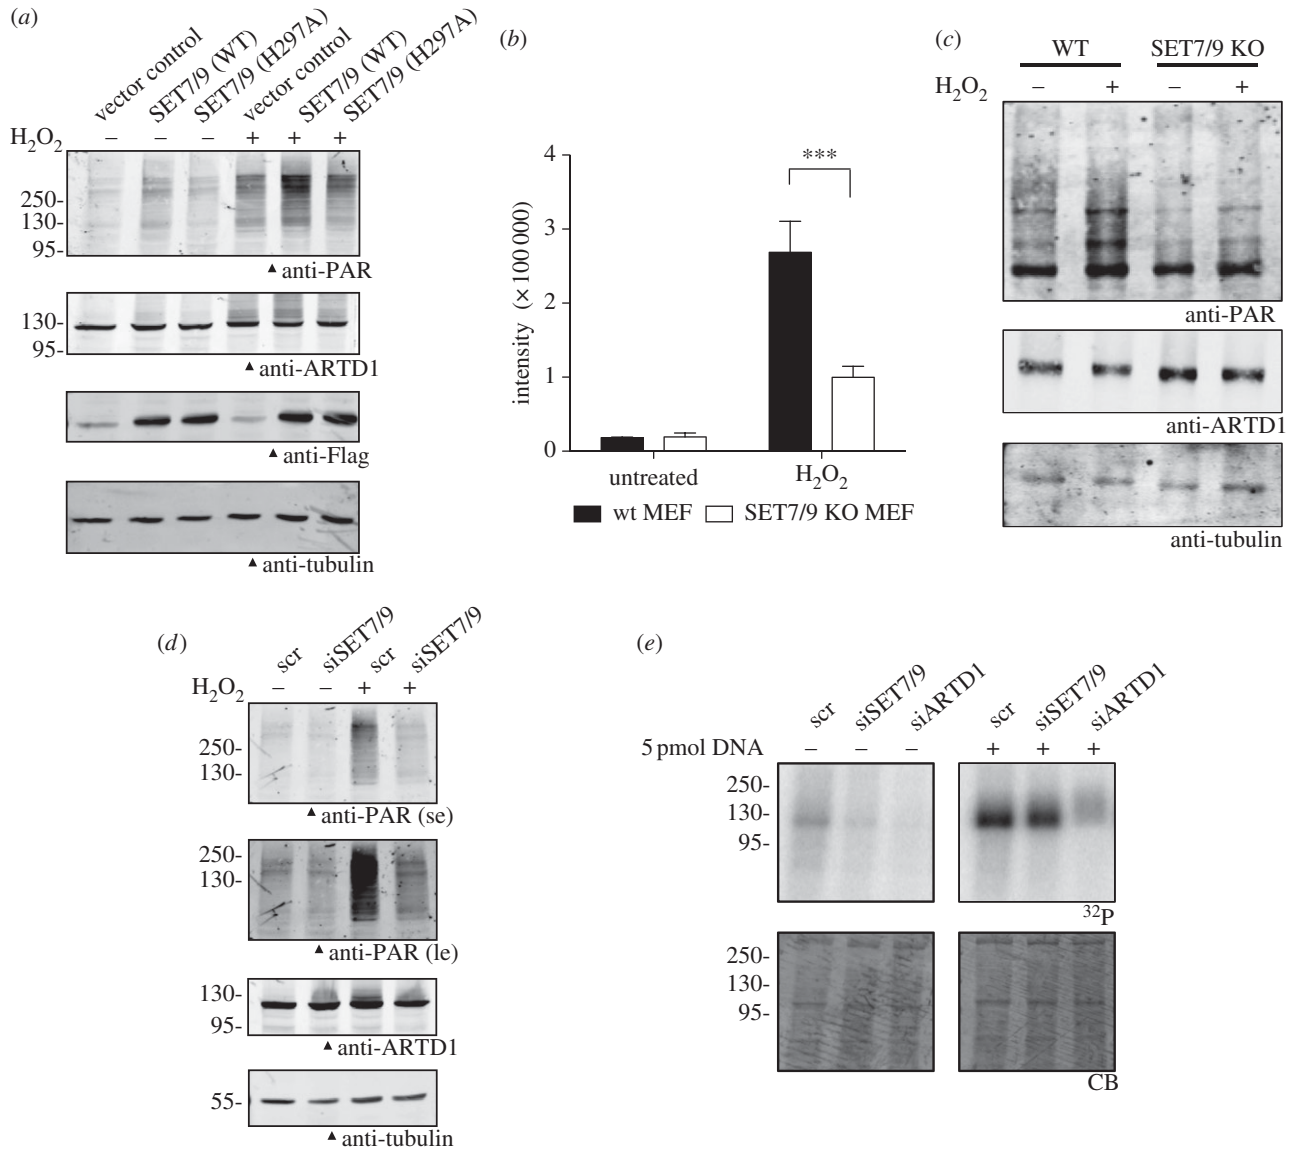 (a)
vector control
SET7/9 (WT)
SET7/9 (H297A)
vector control
SET7/9 (WT)
SET7/9 (H297A)
H₂O₂ – – – + + +
250-
130-
95-
▲ anti-PAR
130-
95-
▲ anti-ARTD1
▲ anti-Flag
▲ anti-tubulin
(b)
intensity (× 100 000)
4
3
2
1
0
***
untreated
H₂O₂
wt MEF SET7/9 KO MEF
(c)
WT SET7/9 KO
H₂O₂ – + – +
anti-PAR
anti-ARTD1
anti-tubulin
(d)
scr
siSET7/9
scr
siSET7/9
H₂O₂ – – + +
250-
130-
▲ anti-PAR (se)
250-
130-
▲ anti-PAR (le)
130-
95-
▲ anti-ARTD1
55-
▲ anti-tubulin
(e)
scr
siSET7/9
siARTD1
scr
siSET7/9
siARTD1
5 pmol DNA – – – + + +
250-
130-
95-
³²P
250-
130-
95-
CB